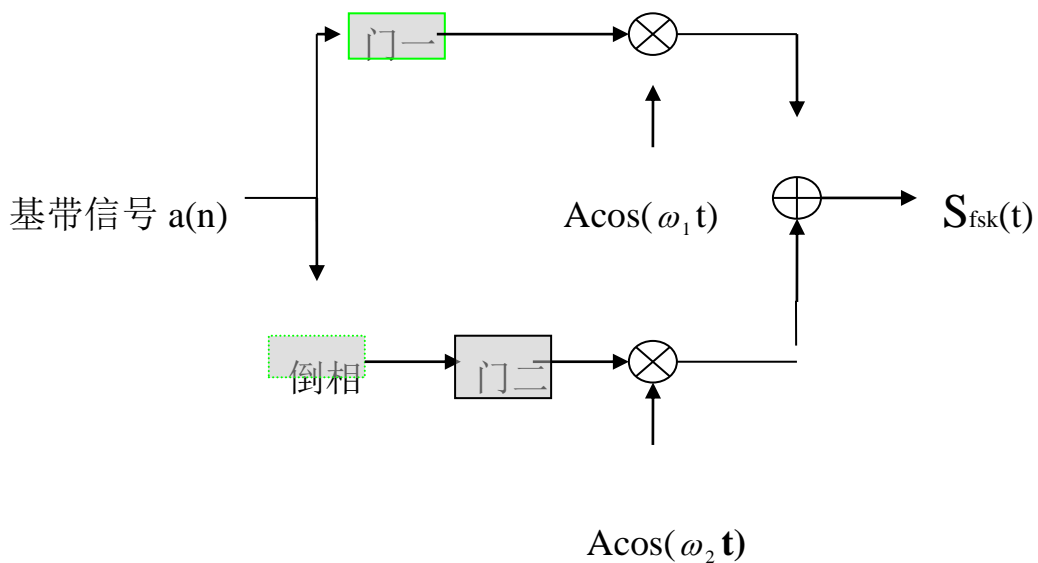 门一
基带信号 a(n)
Acos(ω₁t)
Sfsk(t)
倒相
门二
Acos(ω₂t)